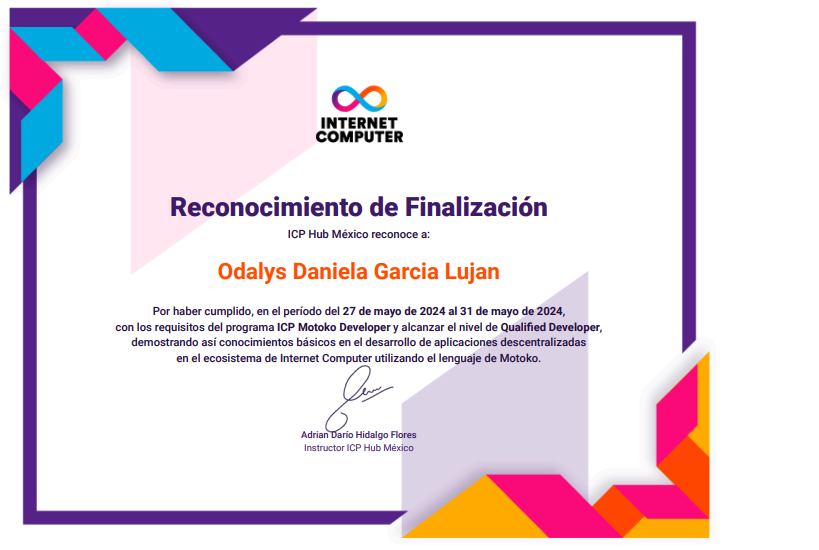 INTERNET
COMPUTER
Reconocimiento de Finalización
ICP Hub México reconoce a:
Odalys Daniela Garcia Lujan
Por haber cumplido, en el período del 27 de mayo de 2024 al 31 de mayo de 2024,
con los requisitos del programa ICP Motoko Developer y alcanzar el nivel de Qualified Developer,
demostrando así conocimientos básicos en el desarrollo de aplicaciones descentralizadas
en el ecosistema de Internet Computer utilizando el lenguaje de Motoko.
Adrian Darío Hidalgo Flores
Instructor ICP Hub México